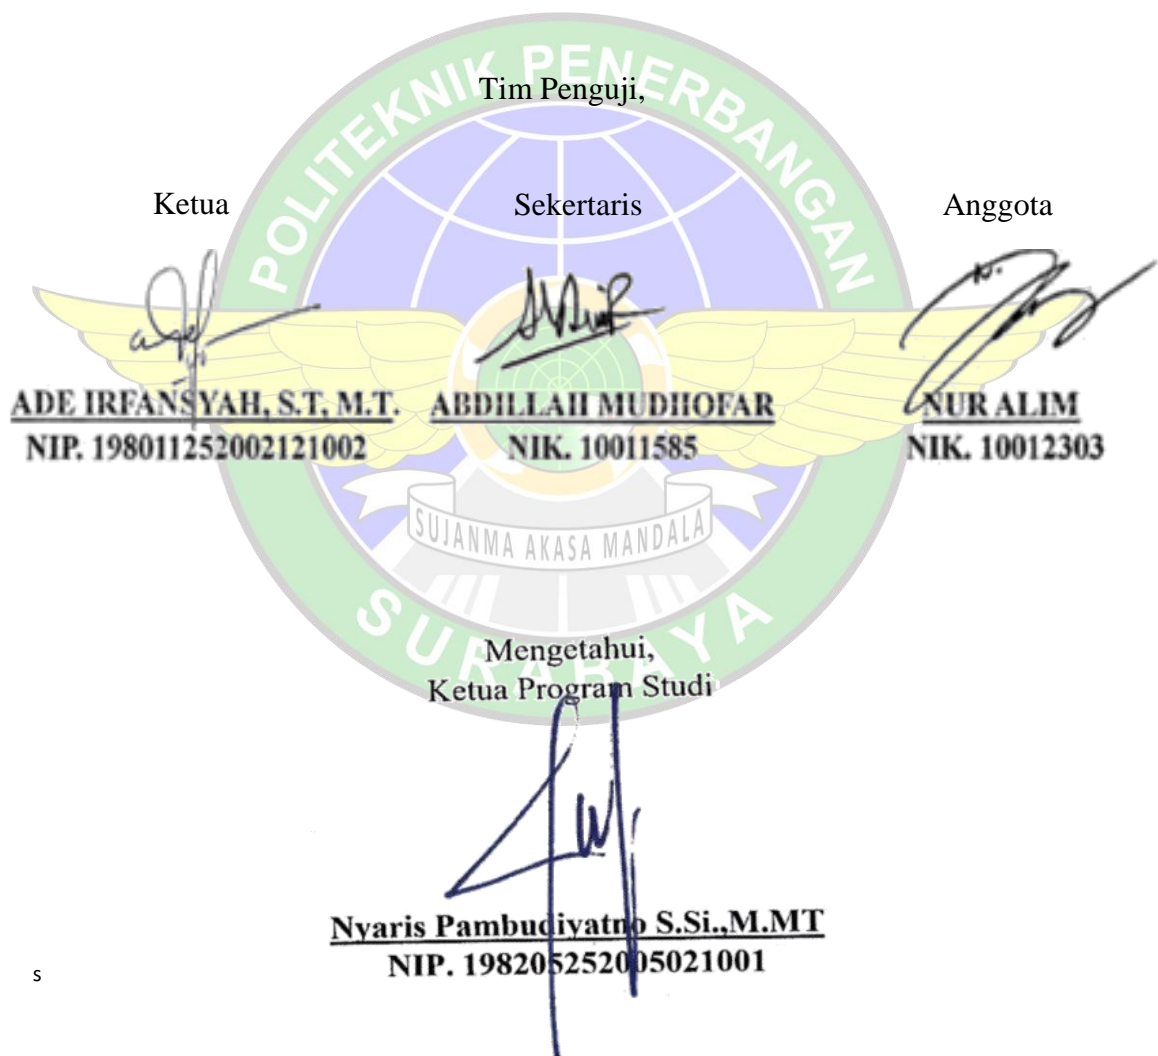 POLITEKNIK PENERBANGAN
Tim Penguji,
Ketua Sekertaris Anggota
ADE IRFANSYAH, S.T, M.T. ABDILLAH MUDHOFAR NUR ALIM
NIP. 198011252002121002 NIK. 10011585 NIK. 10012303
SUJANMA AKASA MANDALA
SURABAYA
Mengetahui,
Ketua Program Studi
Nyaris Pambudiyatno S.Si.,M.MT
NIP. 198205252005021001
s